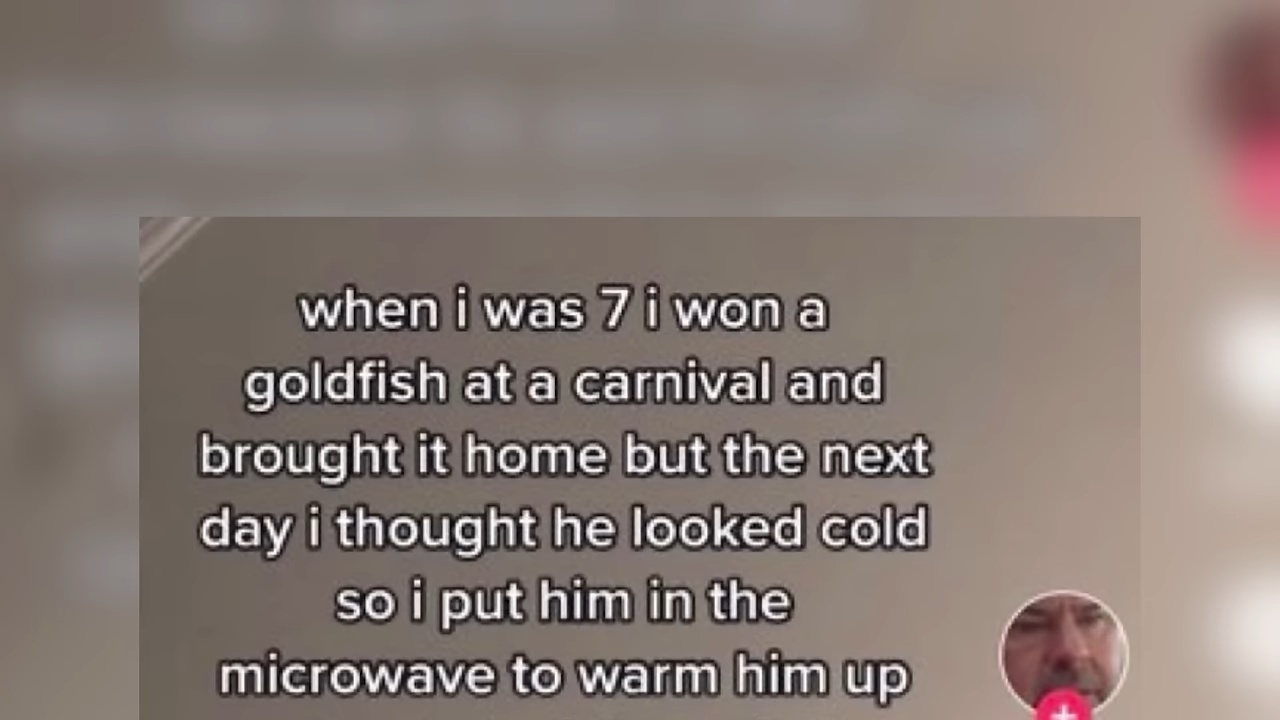 when i was 7 i won a
goldfish at a carnival and
brought it home but the next
day i thought he looked cold
so i put him in the
microwave to warm him up